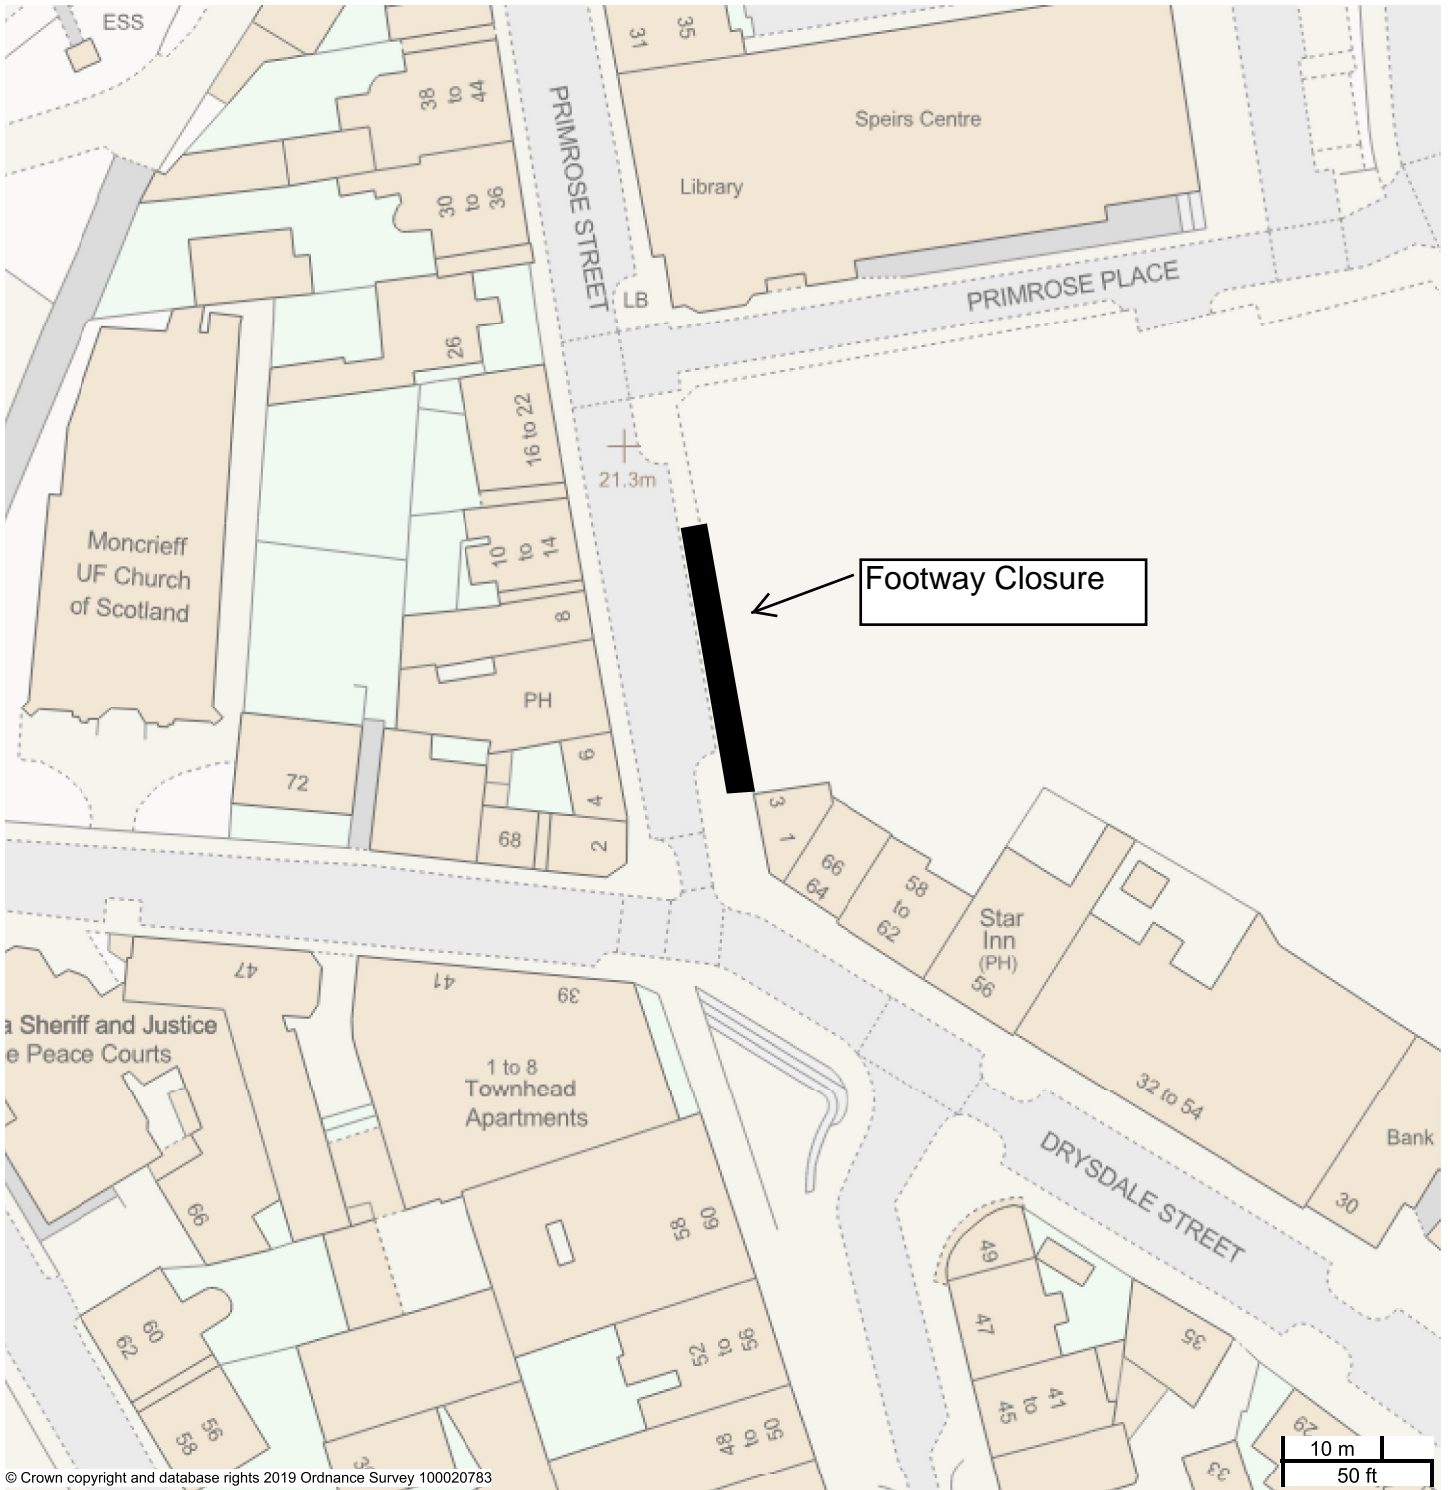 ESS
31
35
38
to
44
PRIMROSE STREET
Speirs Centre
Library
30
to
36
LB
PRIMROSE PLACE
26
16 to 22
21.3m
Moncrieff
UF Church
of Scotland
10
to
14
Footway Closure
8
PH
6
4
72
68
2
3
1
66
64
58
to
62
Star
Inn
(PH)
56
47
41
39
a Sheriff and Justice
e Peace Courts
1 to 8
Townhead
Apartments
32 to 54
Bank
30
DRYSDALE STREET
66
60
58
49
47
60
62
56
to
52
35
41
to
45
56
58
50
to
48
29
33
10 m
50 ft
© Crown copyright and database rights 2019 Ordnance Survey 100020783